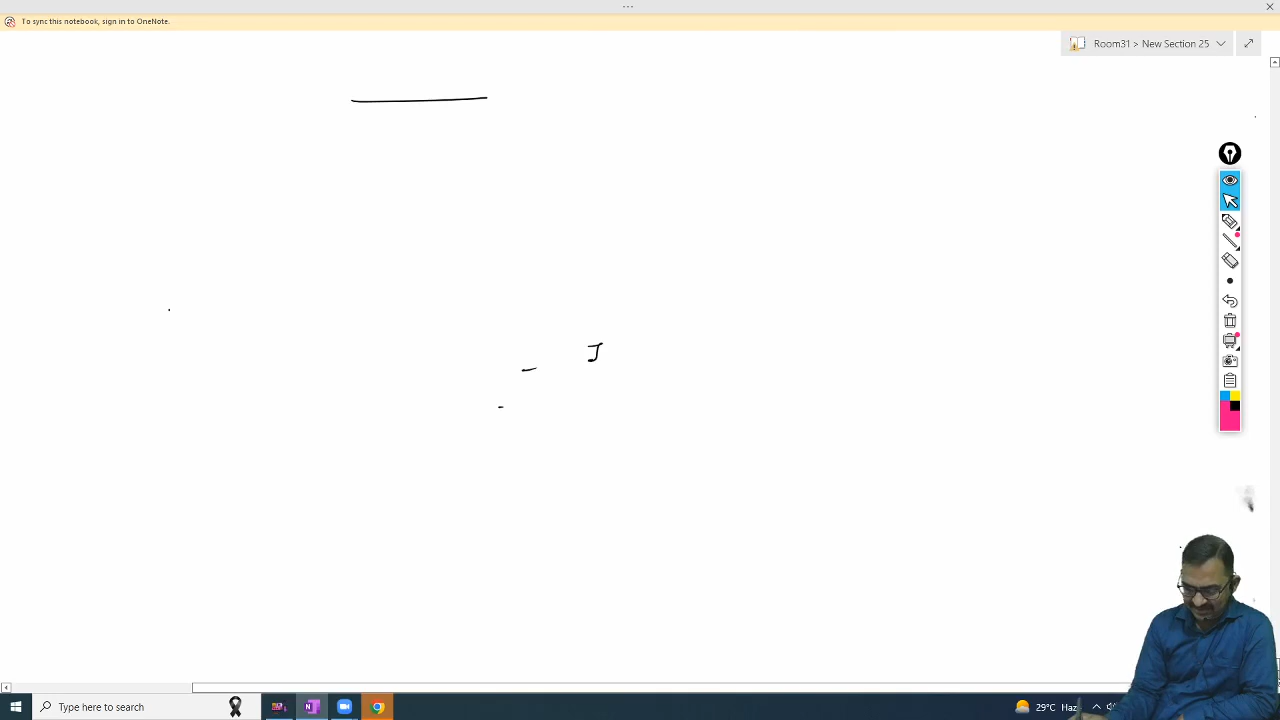 To sync this notebook, sign in to OneNote.
Room31 > New Section 25
J
Type here to search
29°C Haz